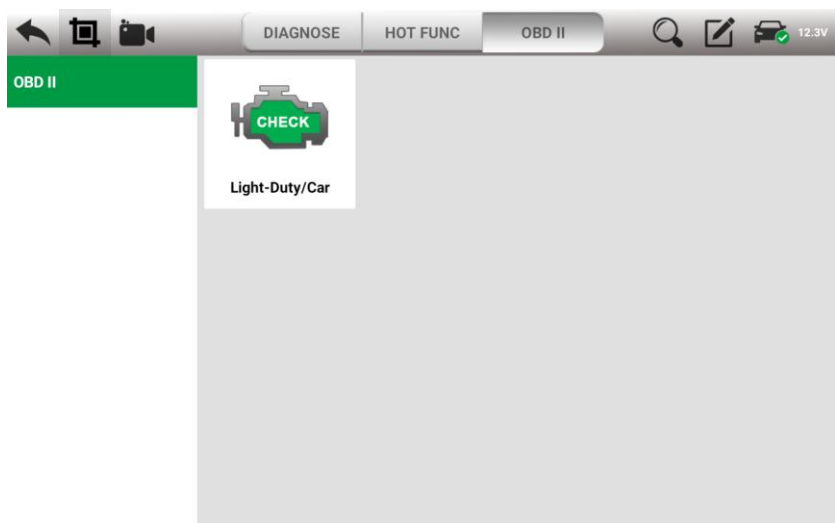 DIAGNOSE HOT FUNC OBD II 12.3V
OBD II
CHECK
Light-Duty/Car